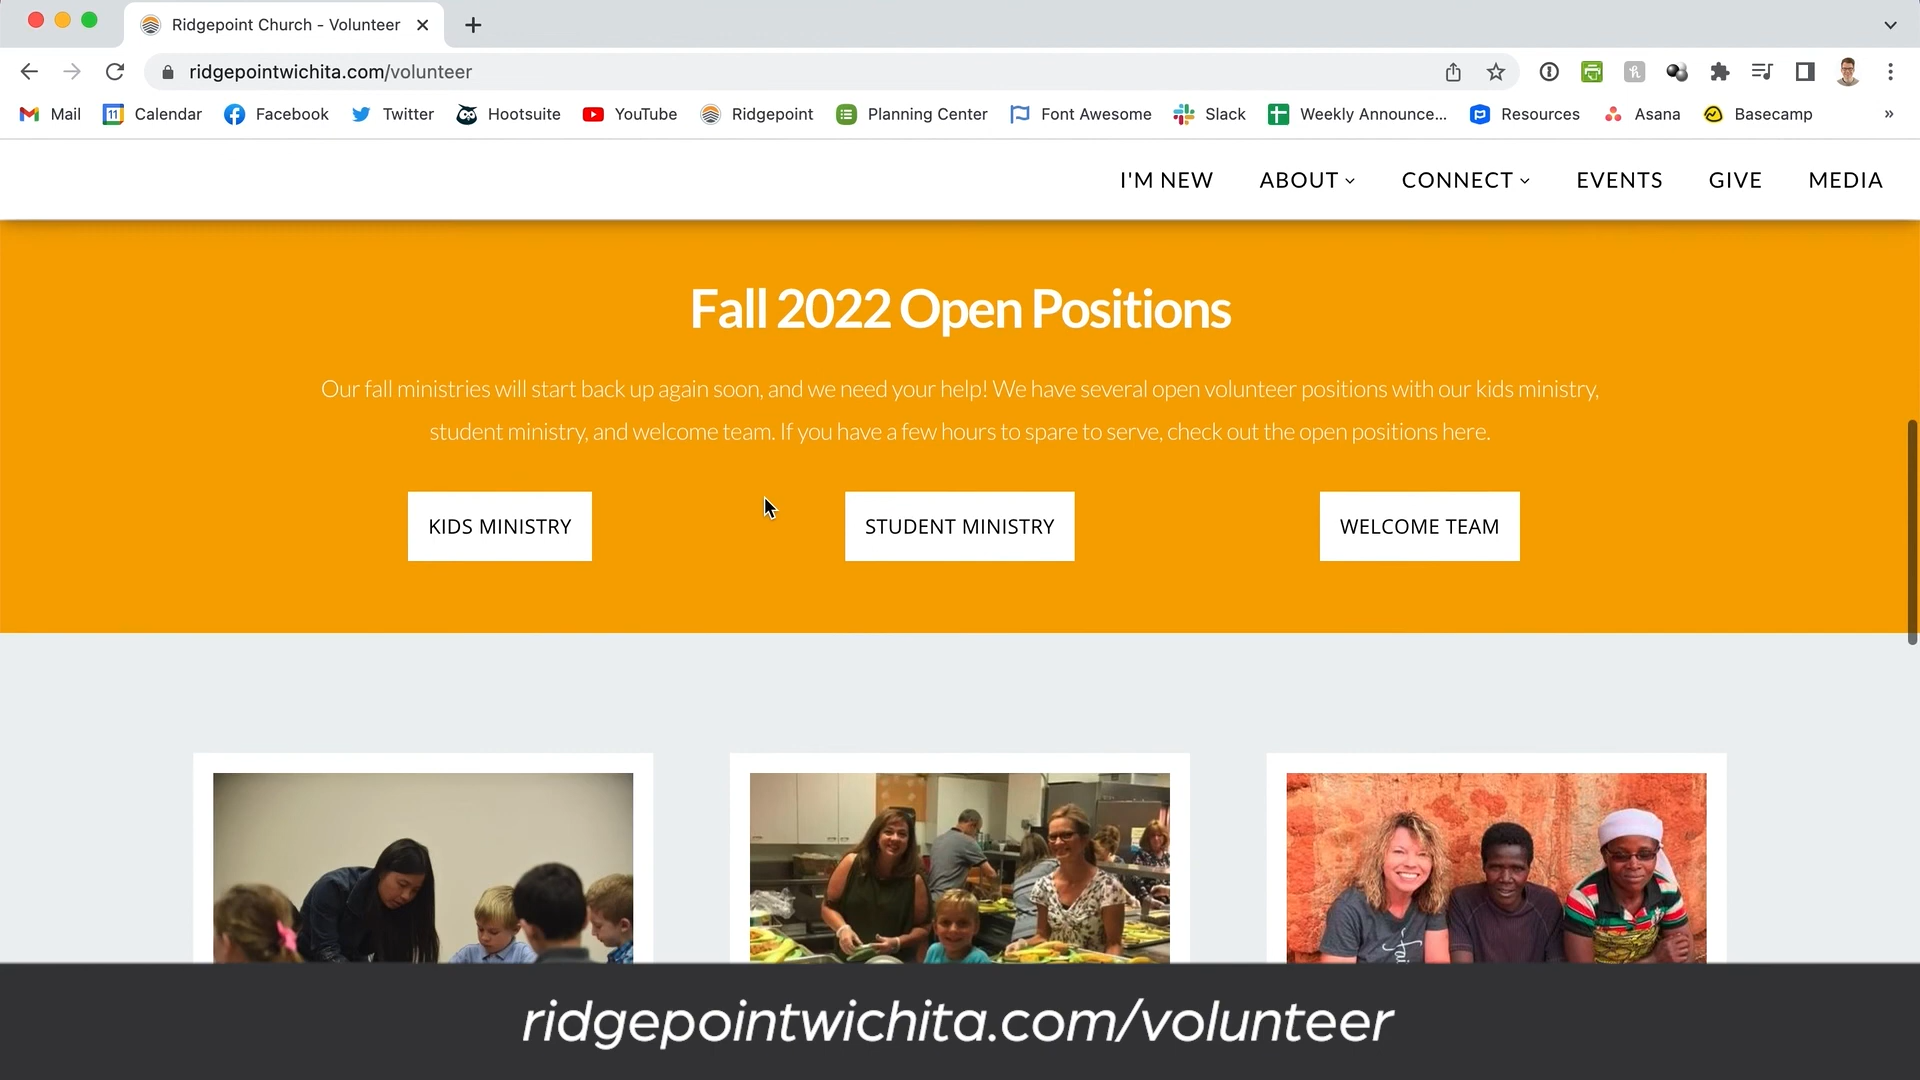 Ridgepoint Church - Volunteer
ridgepointwichita.com/volunteer
Mail Calendar Facebook Twitter Hootsuite YouTube Ridgepoint Planning Center Font Awesome Slack Weekly Announce... Resources Asana Basecamp »
I'M NEW ABOUT CONNECT EVENTS GIVE MEDIA
Fall 2022 Open Positions
Our fall ministries will start back up again soon, and we need your help! We have several open volunteer positions with our kids ministry,
student ministry, and welcome team. If you have a few hours to spare to serve, check out the open positions here.
KIDS MINISTRY STUDENT MINISTRY WELCOME TEAM
ridgepointwichita.com/volunteer